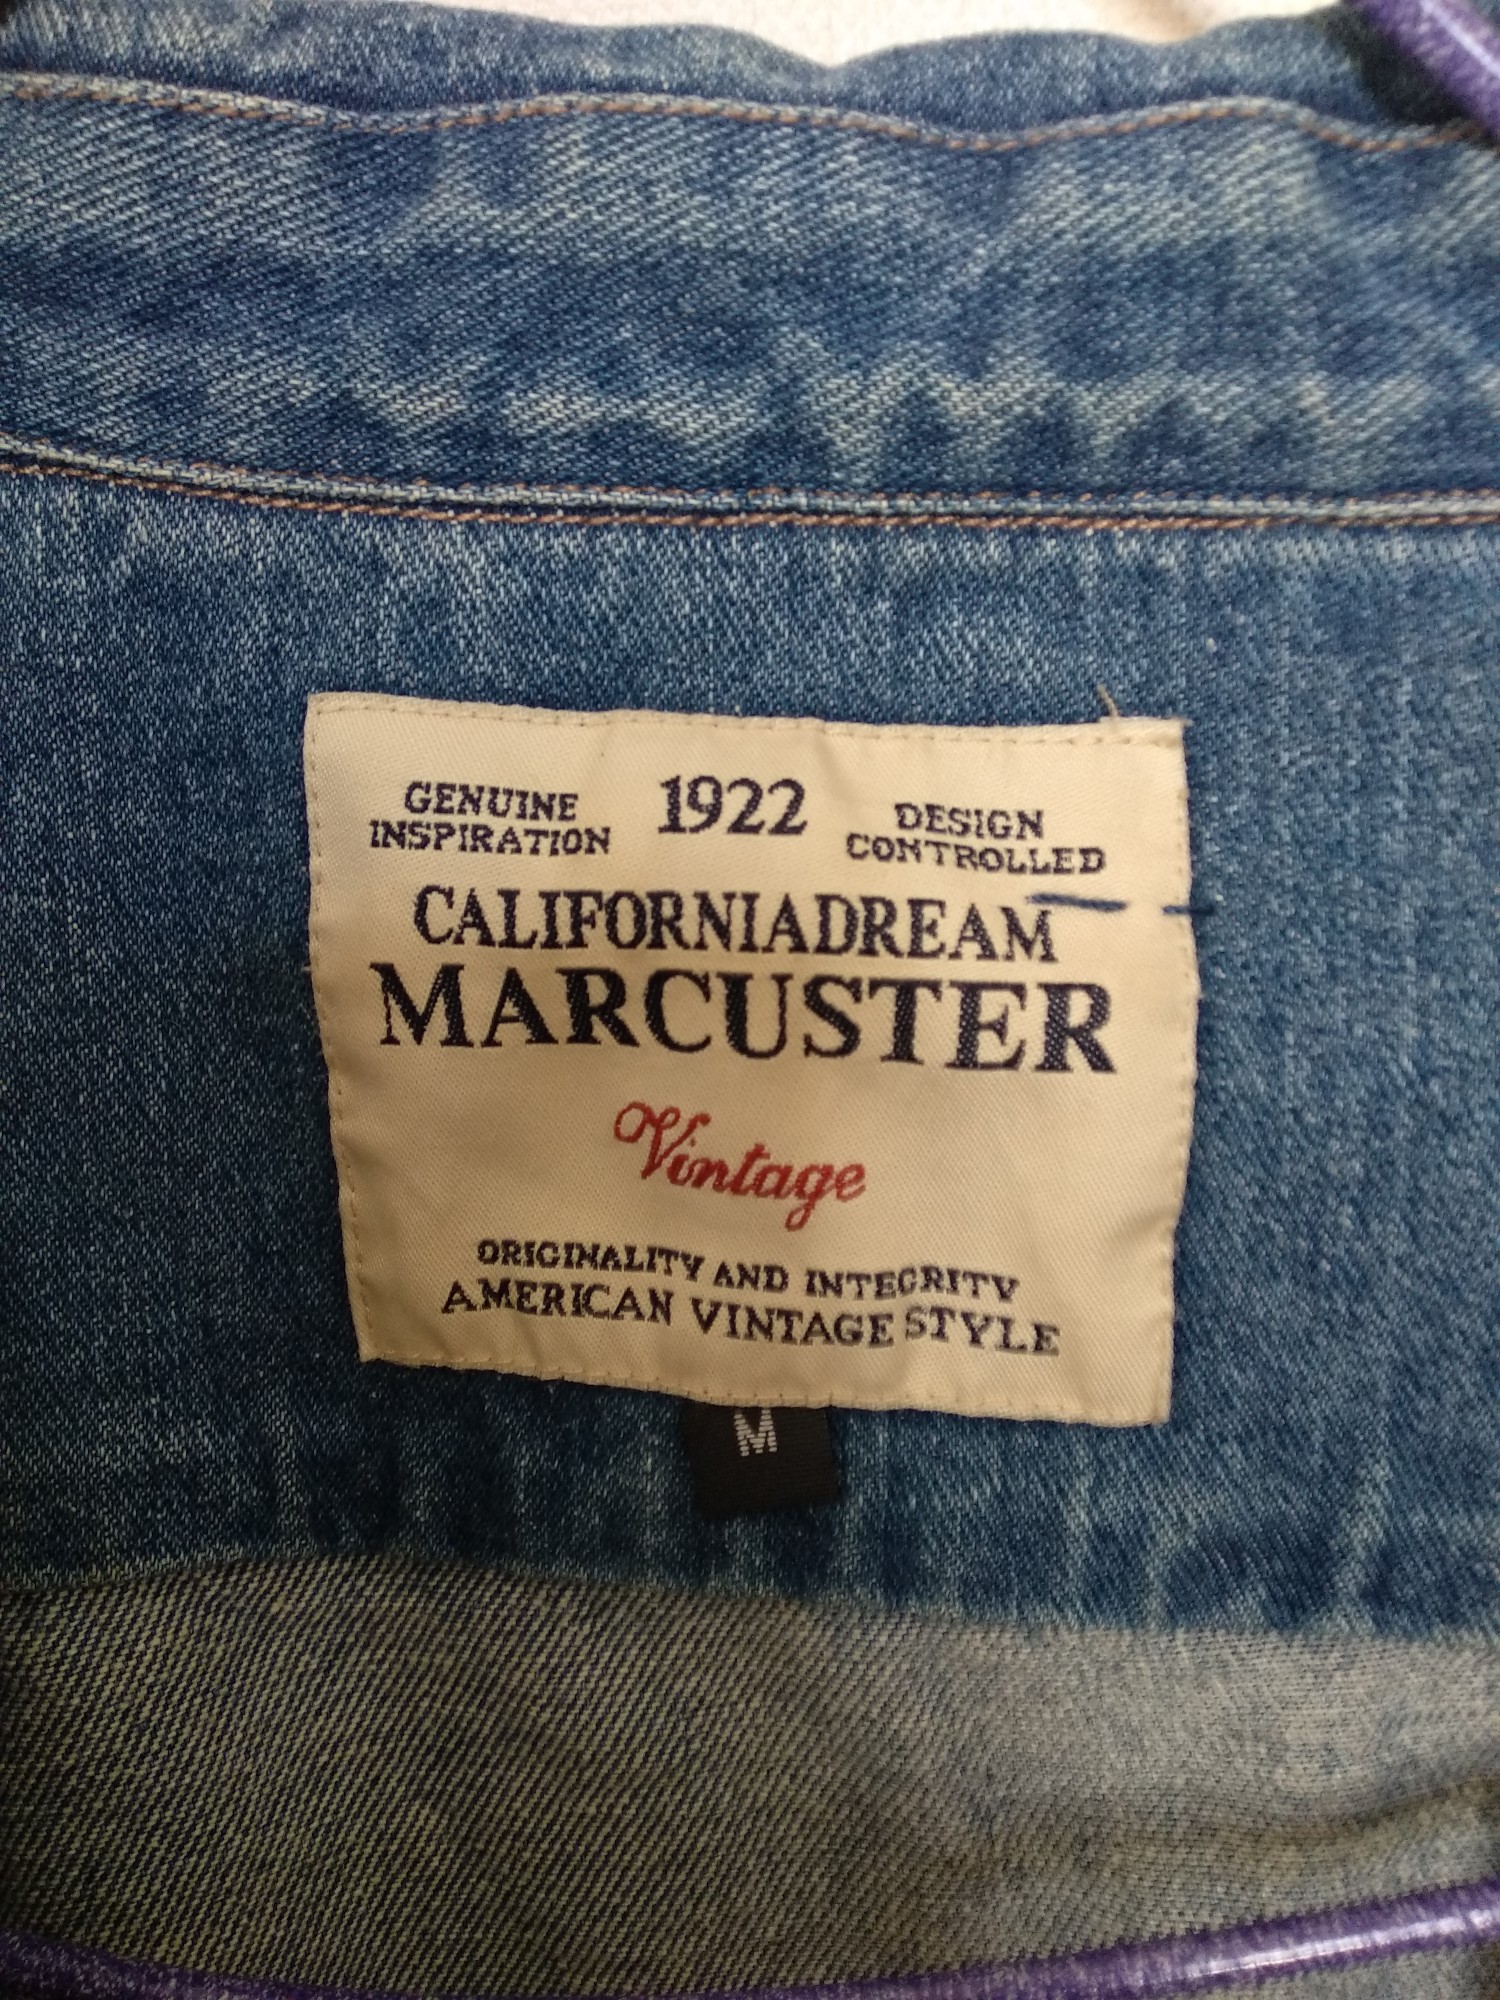 GENUINE
INSPIRATION
1922
DESIGN
CONTROLLED
CALIFORNIADREAM
MARCUSTER
Vintage
ORIGINALITY AND INTEGRITY
AMERICAN VINTAGE STYLE
M